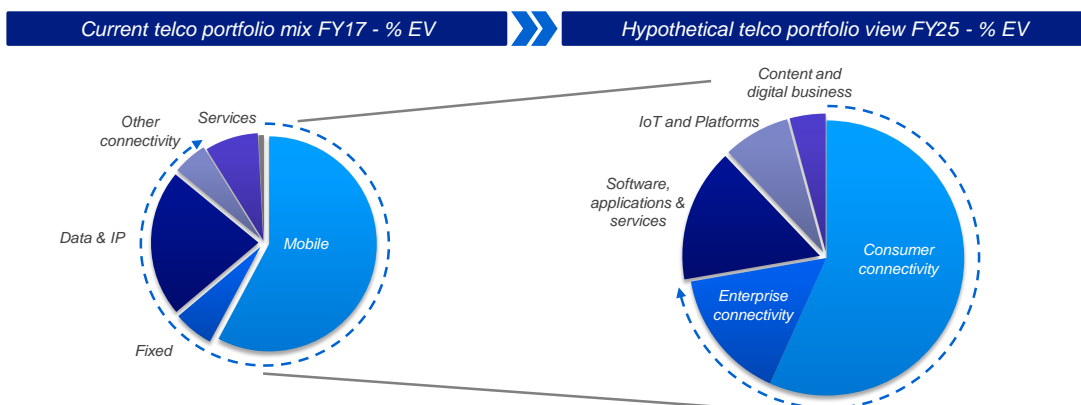 Current telco portfolio mix FY17 - % EV
Hypothetical telco portfolio view FY25 - % EV
Other
connectivity
Services
Data & IP
Mobile
Fixed
Content and
digital business
IoT and Platforms
Software,
applications &
services
Consumer
connectivity
Enterprise
connectivity